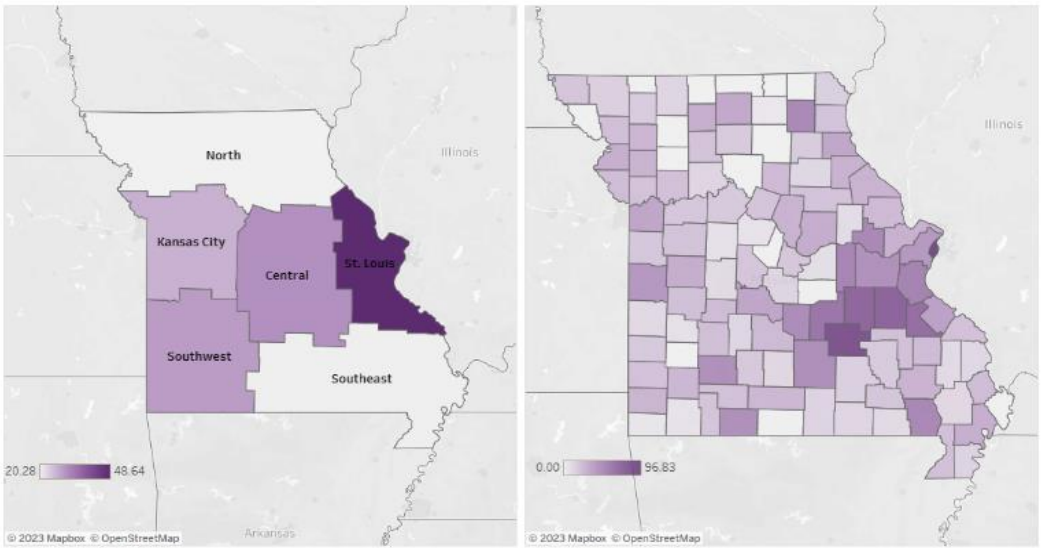 North
Illinois
Kansas City
Central
St. Louis
Southwest
Southeast
20.28
48.64
Arkansas
© 2023 Mapbox © OpenStreetMap
Illinois
0.00
96.83
© 2023 Mapbox © OpenStreetMap